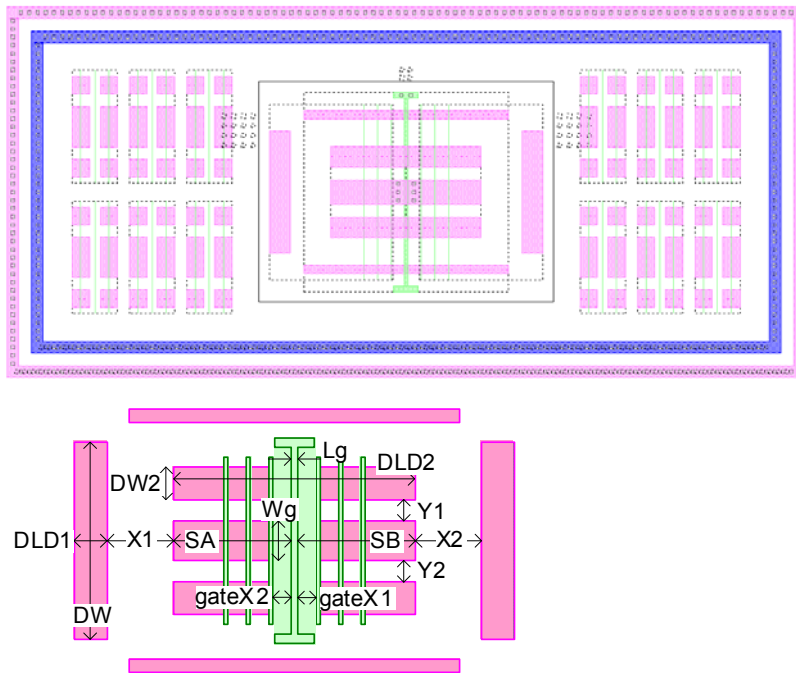 Lg
DLD2
DW2
Wg
Y1
DLD1
X1
SA
SB
X2
Y2
gateX2
gateX1
DW